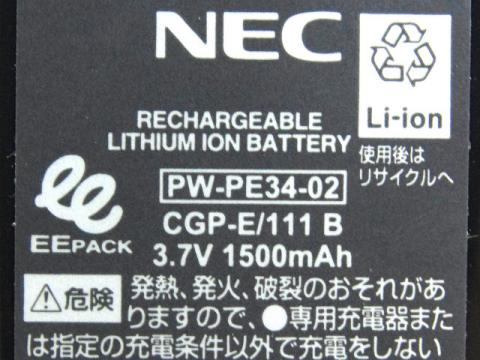 NEC
Li-ion
RECHARGEABLE
LITHIUM ION BATTERY
使用後は
リサイクルへ
PW-PE34-02
CGP-E/111 B
3.7V 1500mAh
EEPACK
危険
発熱、発火、破裂のおそれがあ
りますので、●専用充電器また
は指定の充電条件以外で充電をしない